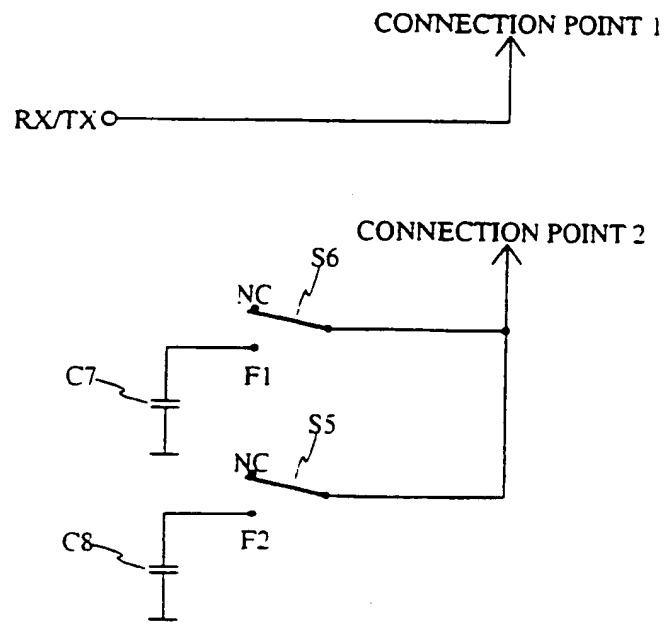 CONNECTION POINT 1
RX/TX
CONNECTION POINT 2
S6
NC
C7
F1
S5
NC
C8
F2